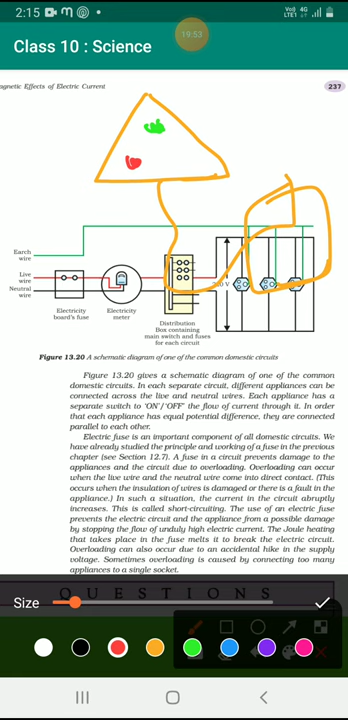 2:15
Vo)) 4G
LTE1
19:53
Class 10 : Science
agnetic Effects of Electric Current
237
Earch
wire
Live
wire
Neutral
wire
Electricity
board's fuse
Electricity
meter
Distribution
Box containing
main switch and fuses
for each circuit
Figure 13.20 A schematic diagram of one of the common domestic circuits
Figure 13.20 gives a schematic diagram of one of the common
domestic circuits. In each separate circuit, different appliances can be
connected across the live and neutral wires. Each appliance has a
separate switch to 'ON'/'OFF' the flow of current through it. In order
that each appliance has equal potential difference, they are connected
parallel to each other.
Electric fuse is an important component of all domestic circuits. We
have already studied the principle and working of a fuse in the previous
chapter (see Section 12.7). A fuse in a circuit prevents damage to the
appliances and the circuit due to overloading. Overloading can occur
when the live wire and the neutral wire come into direct contact. (This
occurs when the insulation of wires is damaged or there is a fault in the
appliance.) In such a situation, the current in the circuit abruptly
increases. This is called short-circuiting. The use of an electric fuse
prevents the electric circuit and the appliance from a possible damage
by stopping the flow of unduly high electric current. The Joule heating
that takes place in the fuse melts it to break the electric circuit.
Overloading can also occur due to an accidental hike in the supply
voltage. Sometimes overloading is caused by connecting too many
appliances to a single socket.
QUESTIONS
Size